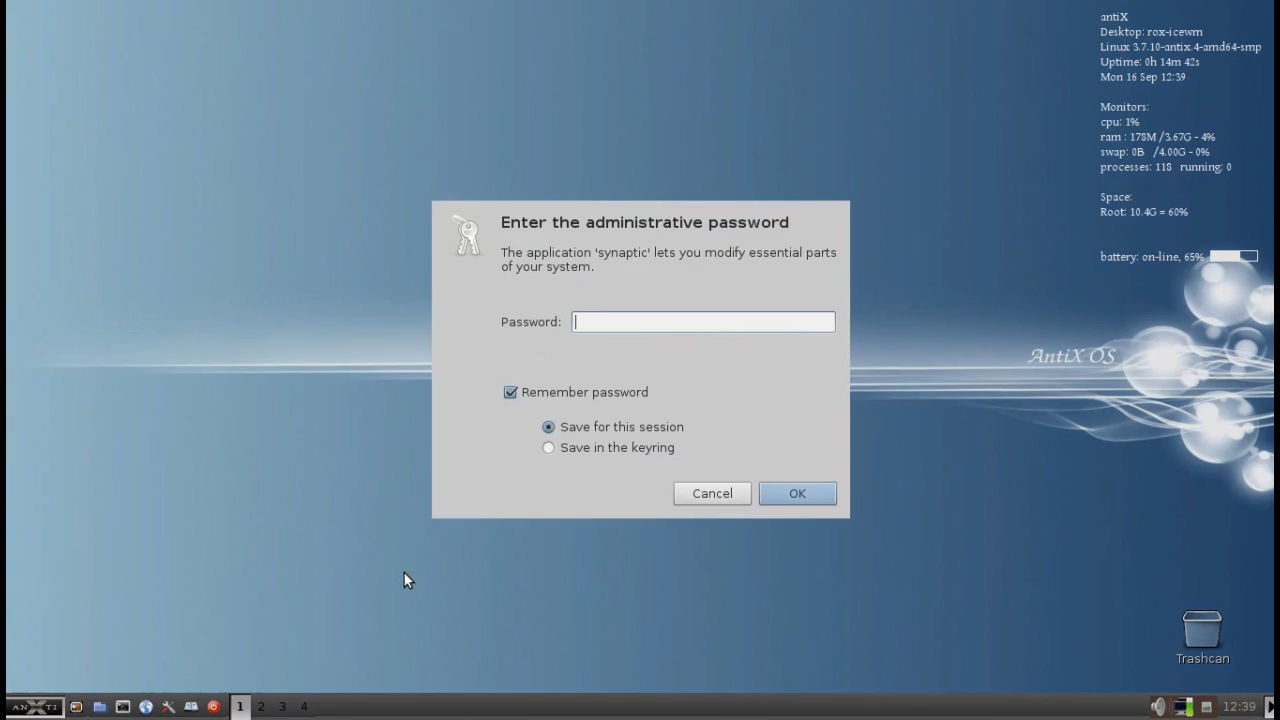 antiX
Desktop: rox-icewm
Linux 3.7.10-antix.4-amd64-smp
Uptime: 0h 14m 42s
Mon 16 Sep 12:39
Monitors:
cpu: 1%
ram : 178M /3.67G - 4%
swap: 0B /4.00G - 0%
processes: 118 running: 0
Space:
Root: 10.4G = 60%
battery: on-line, 65%
Enter the administrative password
The application 'synaptic' lets you modify essential parts
of your system.
Password:
Remember password
Save for this session
Save in the keyring
Cancel OK
AntiX OS
Trashcan
ANTI 1 2 3 4 12:39